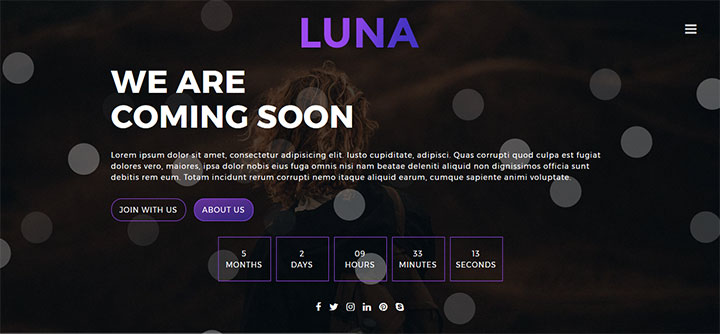 LUNA
WE ARE
COMING SOON
Lorem ipsum dolor sit amet, consectetur adipisicing elit. Iusto cupiditate, adipisci. Quas corrupti quod culpa est fugiat
dolores vero, maiores, ipsa dolor nobis eius fuga omnis nisi nam beatae deleniti aliquid non dignissimos officia sunt
debitis rem eum. Totam incidunt rerum corrupti nemo itaque aliquid earum, cumque sapiente animi voluptate.
JOIN WITH US ABOUT US
5 2 09 33 13
MONTHS DAYS HOURS MINUTES SECONDS